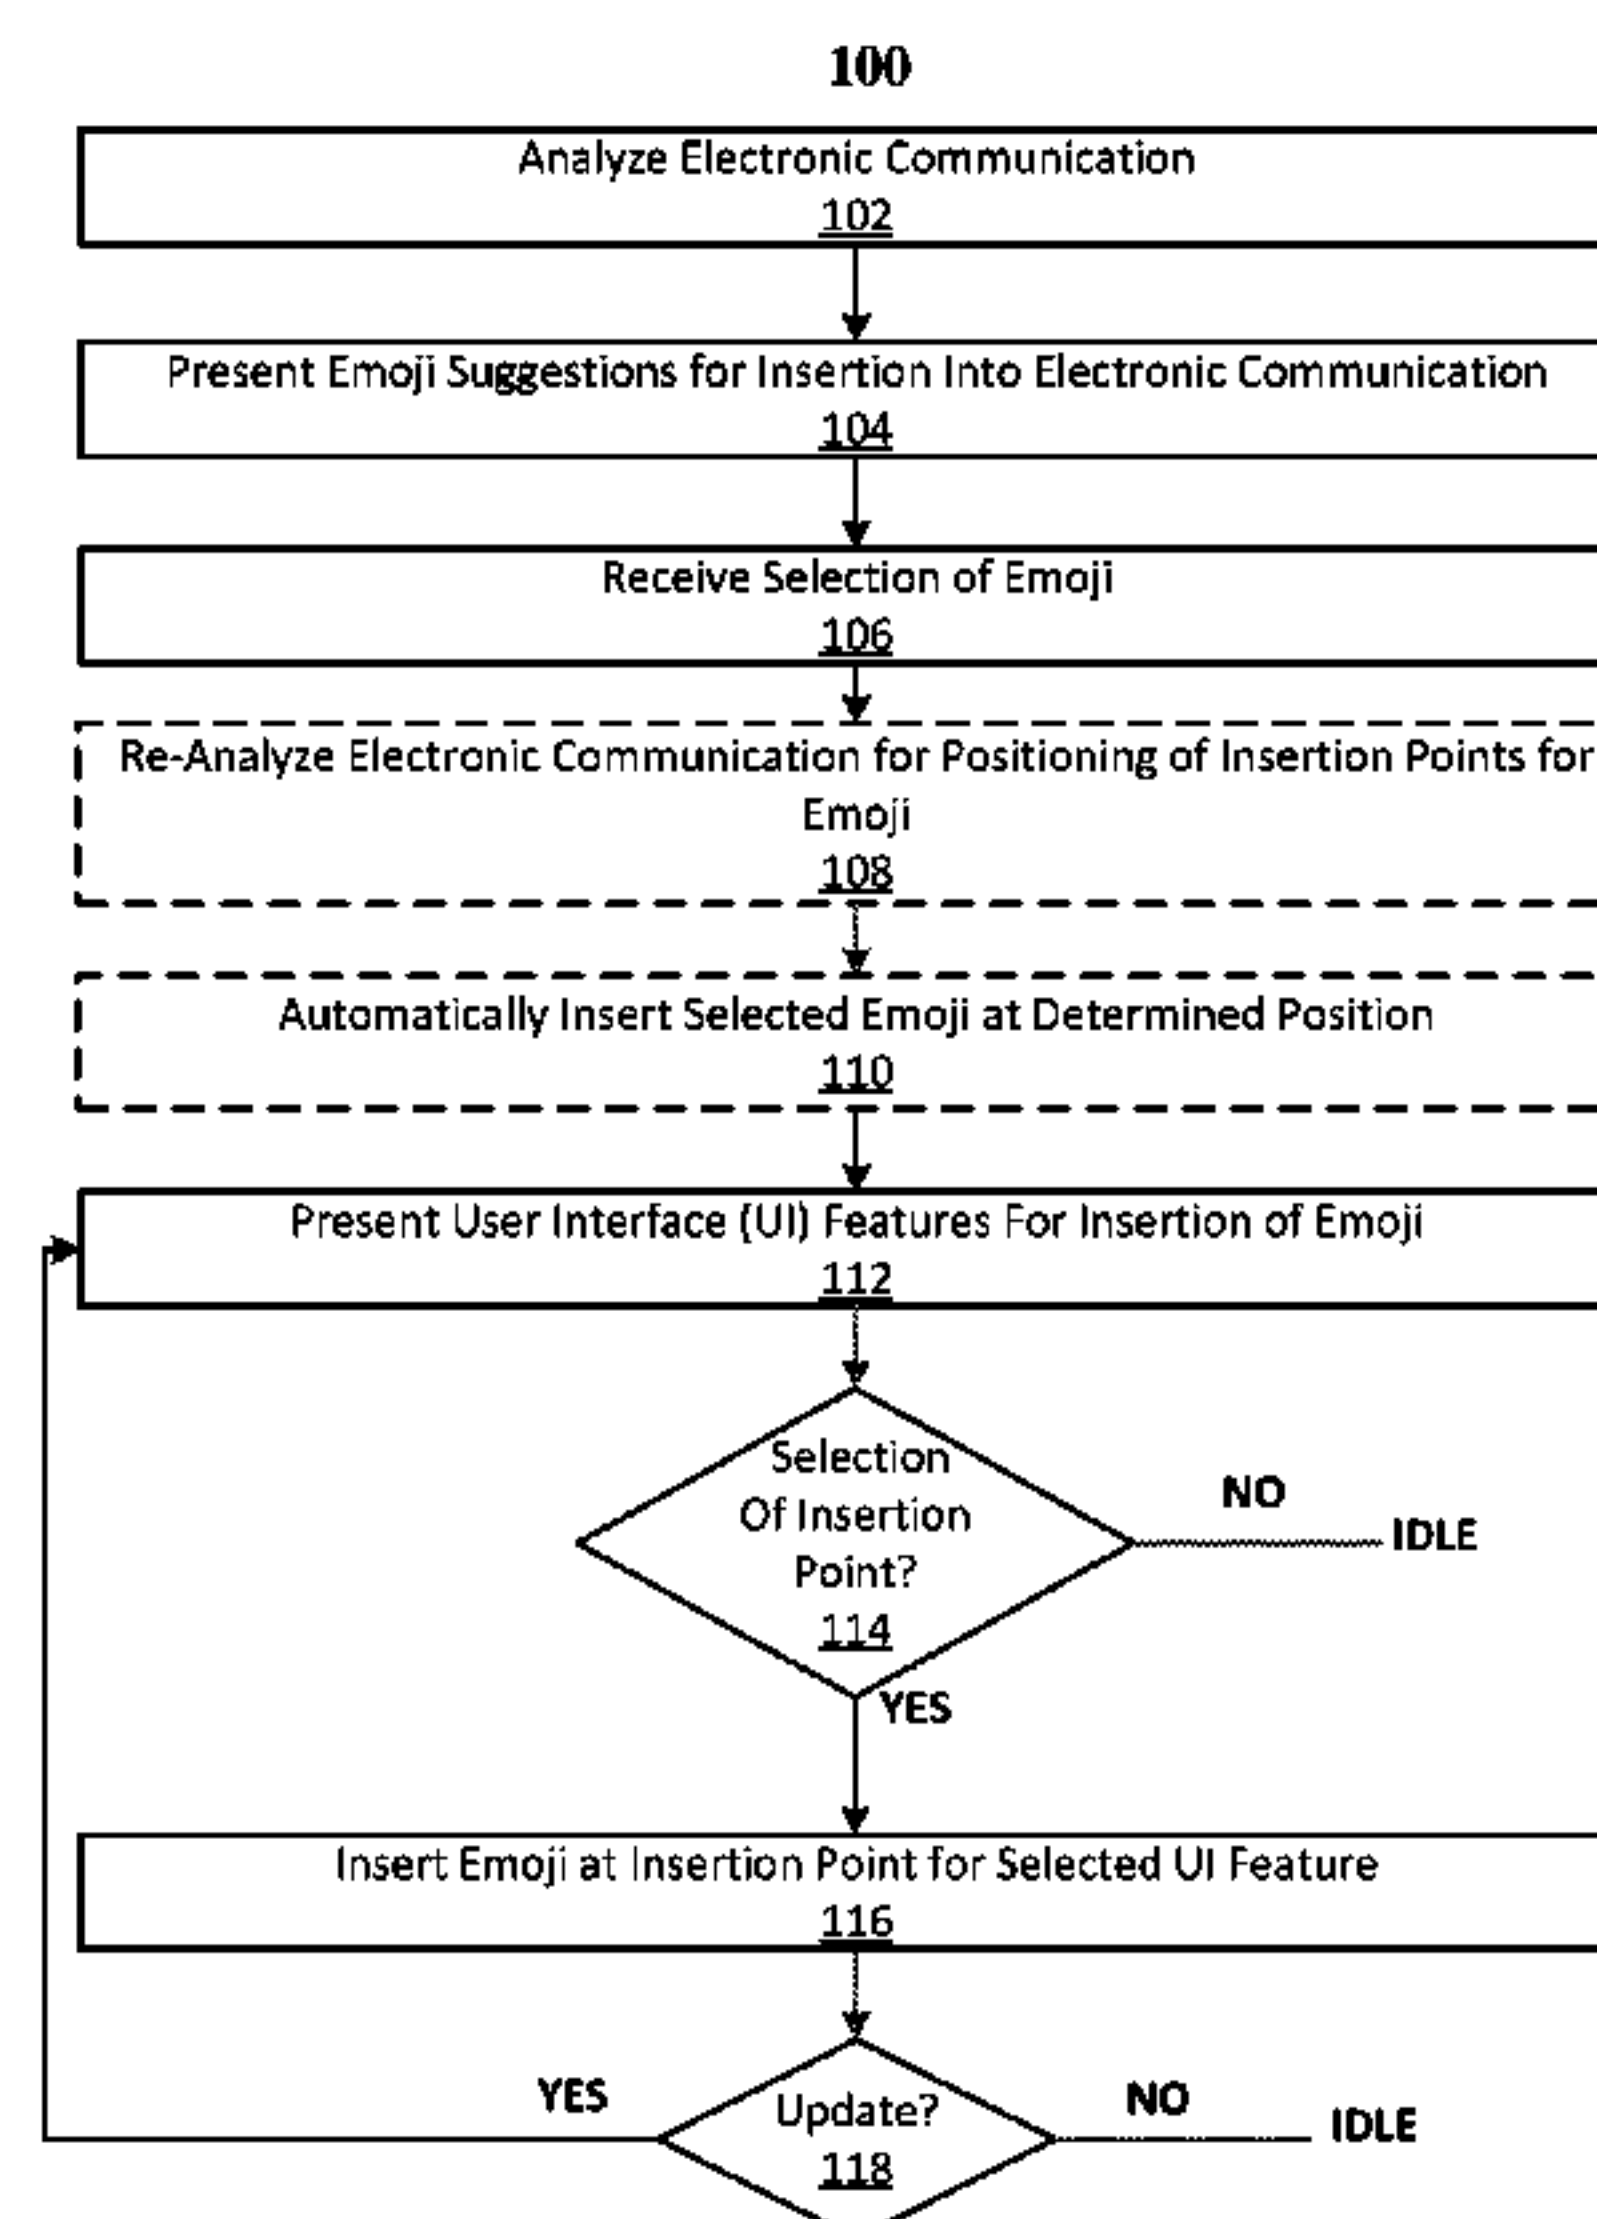 100
Analyze Electronic Communication
102
Present Emoji Suggestions for Insertion Into Electronic Communication
104
Receive Selection of Emoji
106
Re-Analyze Electronic Communication for Positioning of Insertion Points for
Emoji
108
Automatically Insert Selected Emoji at Determined Position
110
Present User Interface (UI) Features For Insertion of Emoji
112
Selection
Of Insertion
Point?
114
NO
IDLE
YES
Insert Emoji at Insertion Point for Selected UI Feature
116
YES
Update?
118
NO
IDLE